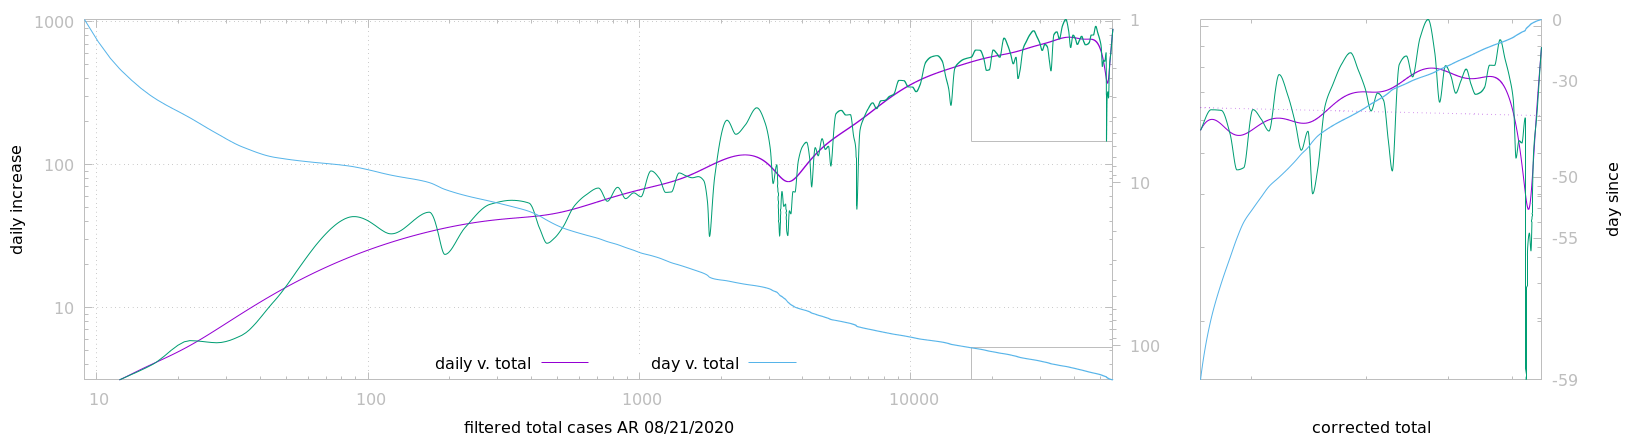 1000
100
10
daily increase
daily v. total
day v. total
10
100
1000
10000
filtered total cases AR 08/21/2020
1
10
100
0
-30
-50
-55
-59
day since
corrected total